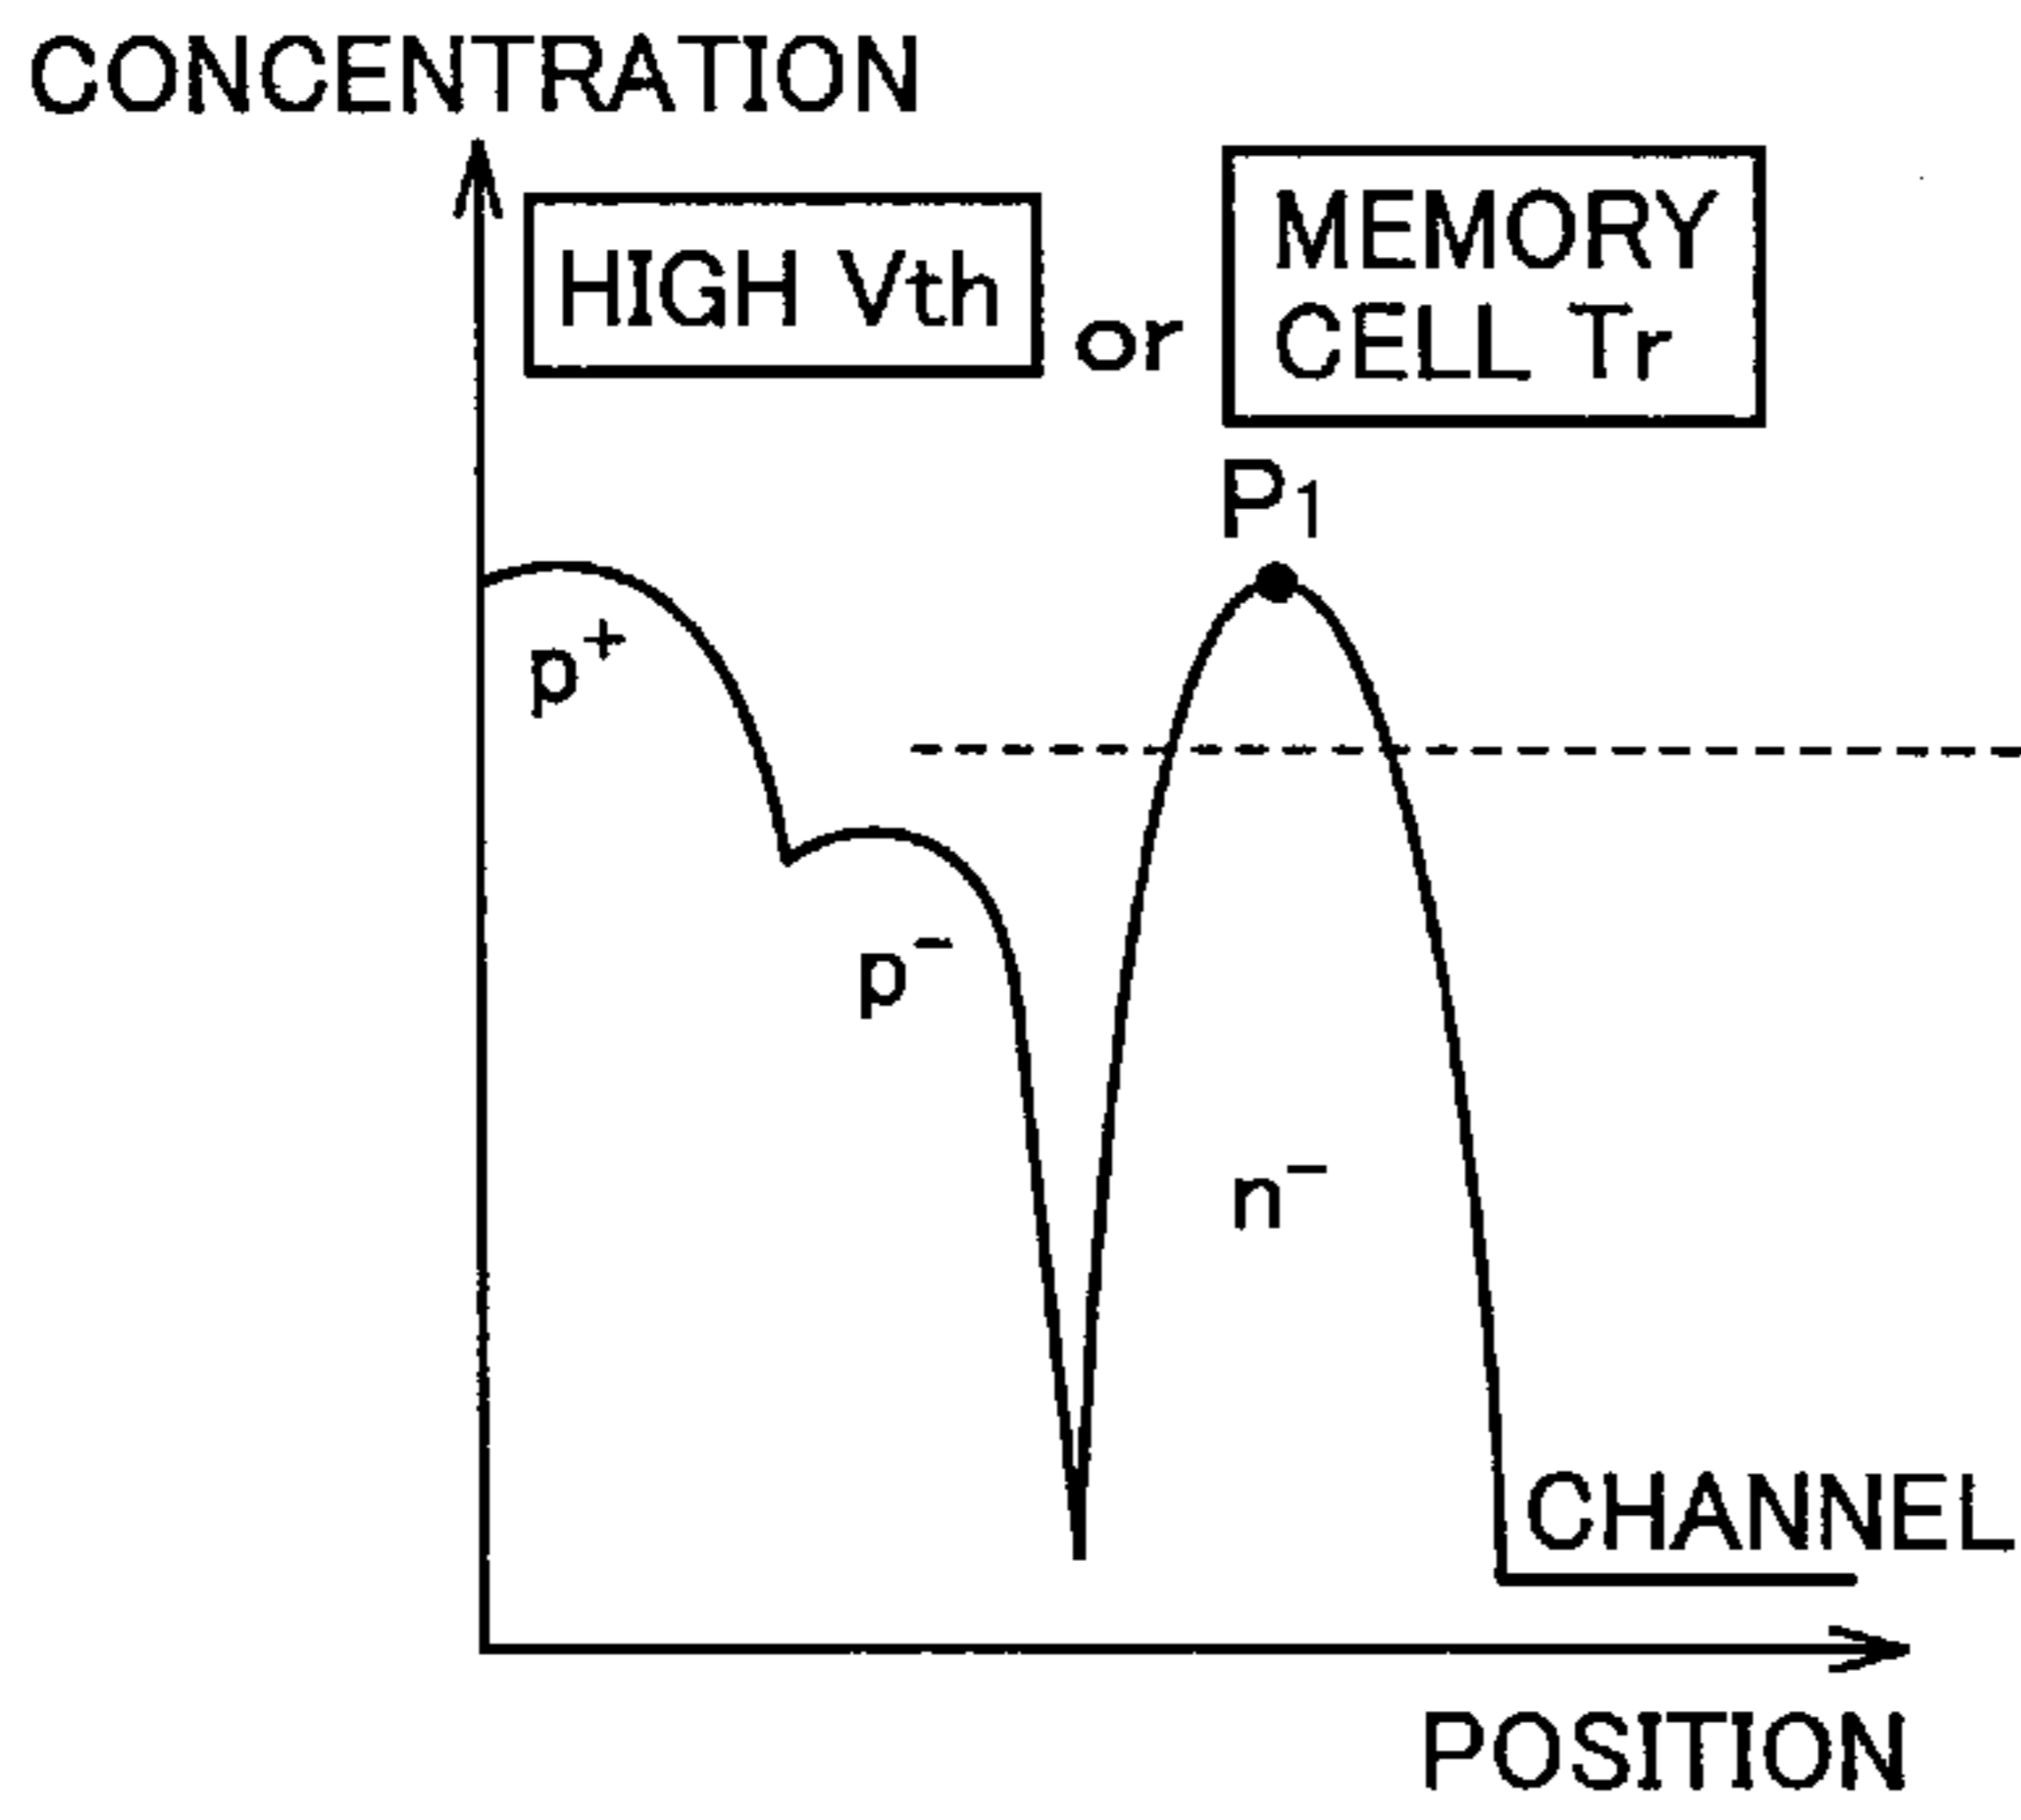 CONCENTRATION
HIGH Vth
or
MEMORY
CELL Tr
P1
p+
p−
n−
CHANNEL
POSITION